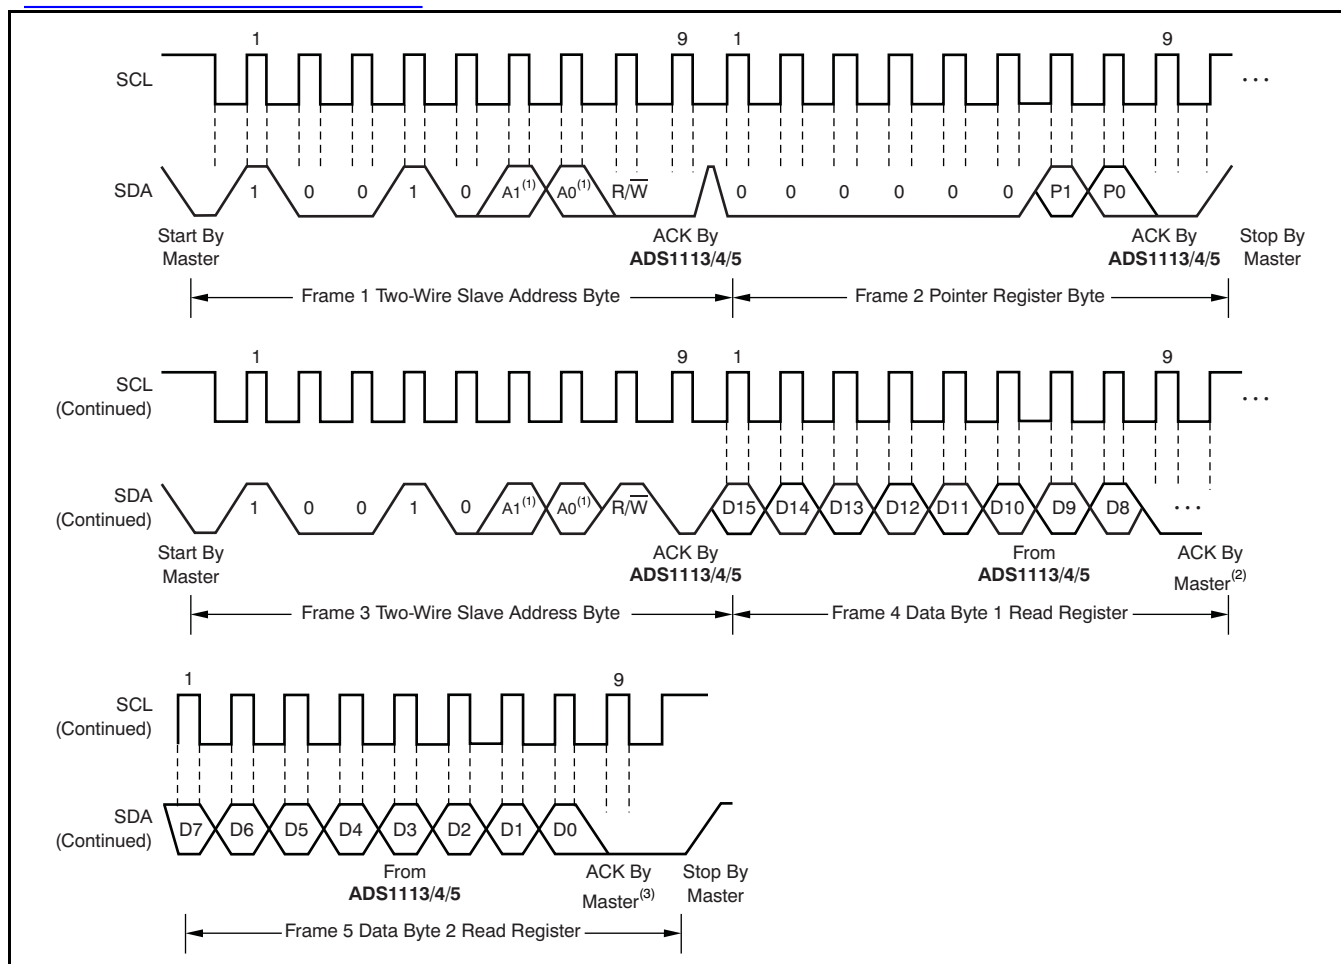 1 9 1 9
SCL ...
SDA 1 0 0 1 0 A1(1) A0(1) R/W̅ 0 0 0 0 0 0 P1 P0
Start By Master ACK By ADS1113/4/5 ACK By ADS1113/4/5 Stop By Master
Frame 1 Two-Wire Slave Address Byte Frame 2 Pointer Register Byte
1 9 1 9
SCL (Continued) ...
SDA (Continued) 1 0 0 1 0 A1(1) A0(1) R/W̅ D15 D14 D13 D12 D11 D10 D9 D8 ...
Start By Master ACK By ADS1113/4/5 From ADS1113/4/5 ACK By Master(2)
Frame 3 Two-Wire Slave Address Byte Frame 4 Data Byte 1 Read Register
1 9
SCL (Continued)
SDA (Continued) D7 D6 D5 D4 D3 D2 D1 D0
From ADS1113/4/5 ACK By Master(3) Stop By Master
Frame 5 Data Byte 2 Read Register